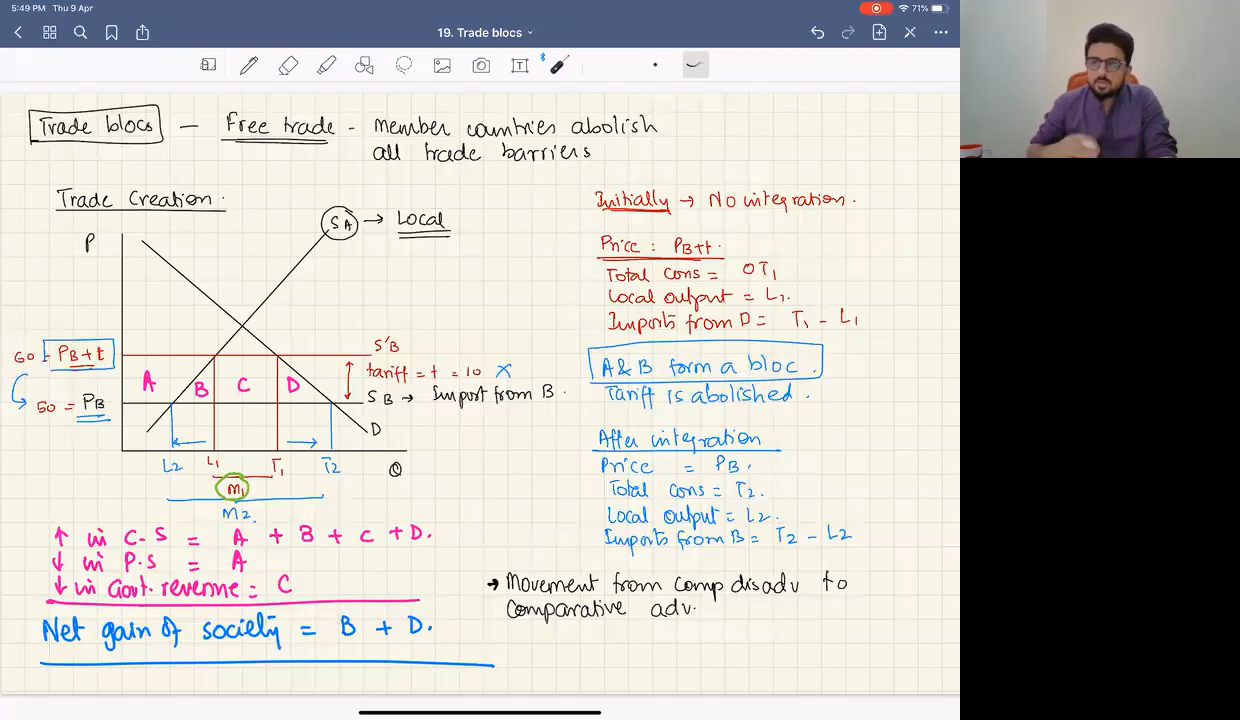 5:49 PM Thu 9 Apr
71%
19. Trade blocs
Trade blocs - Free trade - Member countries abolish
all trade barriers
Trade Creation.
SA → Local
P
60 = PB+t
50 = PB
A B C D
S'B
tariff = t = 10 X
SB → Import from B.
D
L2 L1 T1 T2 Q
M1
M2.
↑ in C.S = A + B + C + D.
↓ in P.S = A
↓ in Govt. revenue = C
Net gain of society = B + D.
Initially → No integration.
Price : PB+t.
Total cons = OT1
Local output = L1.
Imports from D = T1 - L1
A & B form a bloc.
Tariff is abolished.
After integration
Price = PB.
Total cons = T2.
Local output = L2.
Imports from B = T2 - L2
→ Movement from comp disadv to
comparative adv.